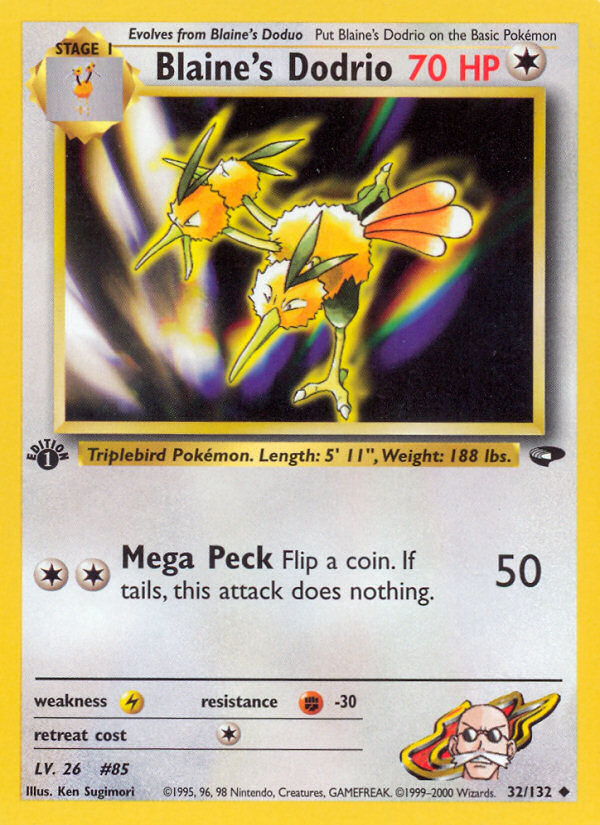 Evolves from Blaine's Doduo Put Blaine's Dodrio on the Basic Pokémon
STAGE 1
Blaine's Dodrio 70 HP
EDITION
1
Triplebird Pokémon. Length: 5' 11", Weight: 188 lbs.
Mega Peck Flip a coin. If
tails, this attack does nothing.
50
weakness resistance -30
retreat cost
LV. 26 #85
Illus. Ken Sugimori ©1995, 96, 98 Nintendo, Creatures, GAMEFREAK. ©1999-2000 Wizards. 32/132